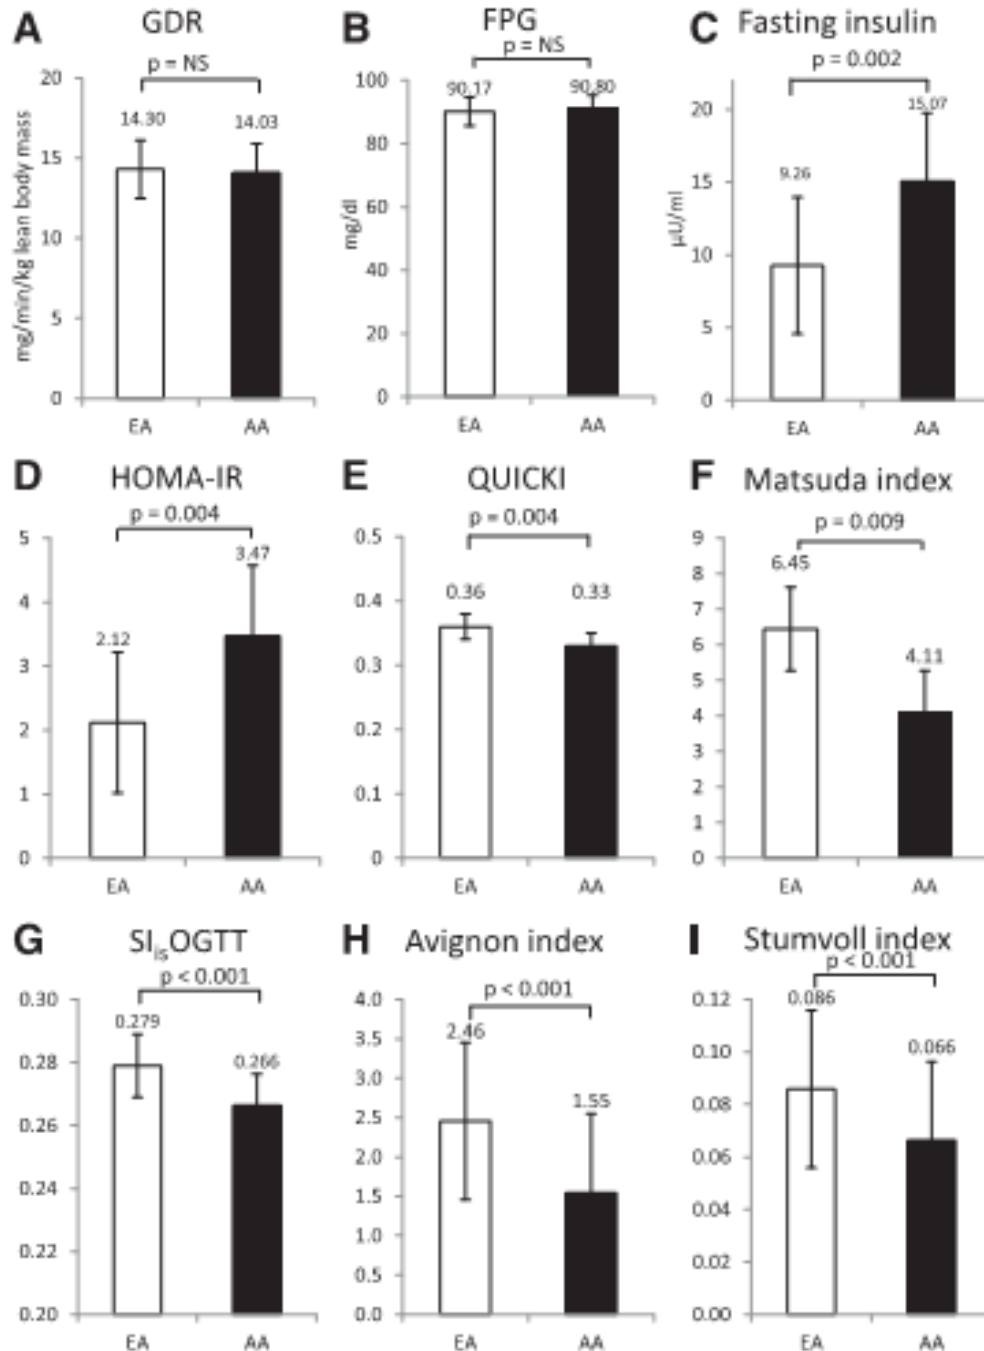 A GDR
p = NS
mg/min/kg lean body mass
20
15
10
5
0
14.30
14.03
EA AA
B FPG
p = NS
mg/dl
100
80
60
40
20
0
90.17
90.80
EA AA
C Fasting insulin
p = 0.002
µU/ml
20
15
10
5
0
9.26
15.07
EA AA
D HOMA-IR
p = 0.004
5
4
3
2
1
0
2.12
3.47
EA AA
E QUICKI
p = 0.004
0.5
0.4
0.3
0.2
0.1
0
0.36
0.33
EA AA
F Matsuda index
p = 0.009
9
8
7
6
5
4
3
2
1
0
6.45
4.11
EA AA
G SIisOGTT
p < 0.001
0.30
0.28
0.26
0.24
0.22
0.20
0.279
0.266
EA AA
H Avignon index
p < 0.001
4.0
3.5
3.0
2.5
2.0
1.5
1.0
0.5
0.0
2.46
1.55
EA AA
I Stumvoll index
p < 0.001
0.12
0.10
0.08
0.06
0.04
0.02
0.00
0.086
0.066
EA AA